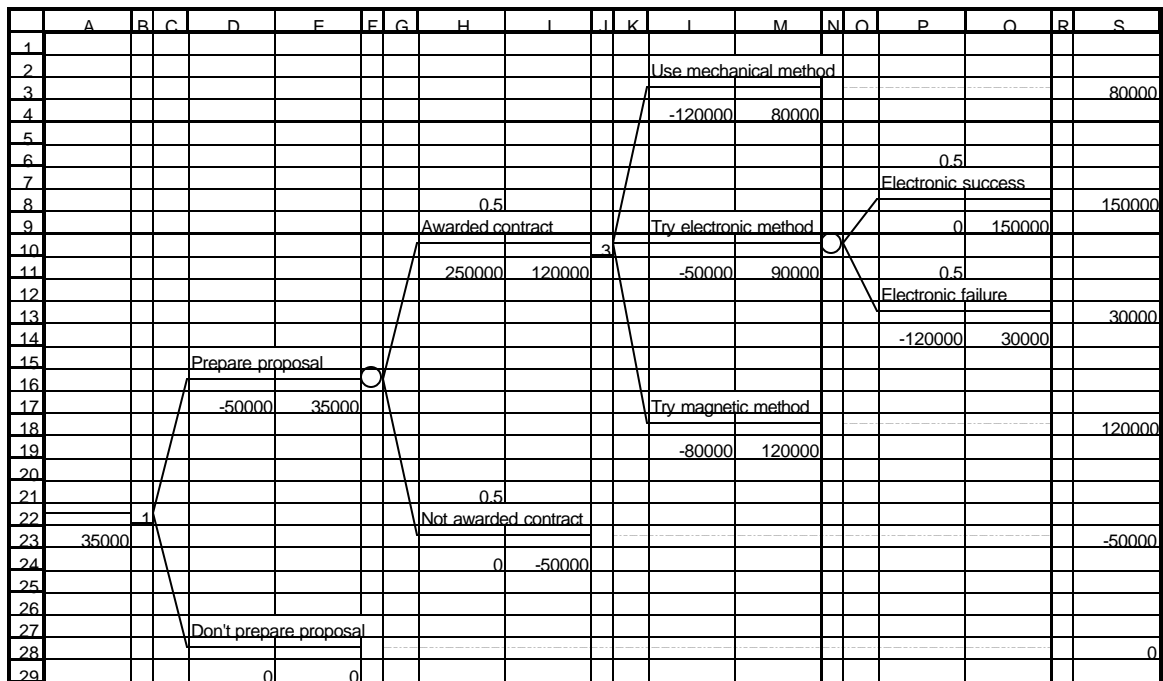 A B C D E F G H I J K L M N O P Q R S
1
2 Use mechanical method
3 80000
4 -120000 80000
5
6 0.5
7 Electronic success
8 0.5 150000
9 Awarded contract Try electronic method 0 150000
10 3
11 250000 120000 -50000 90000 0.5
12 Electronic failure
13 30000
14 -120000 30000
15 Prepare proposal
16
17 -50000 35000 Try magnetic method
18 120000
19 -80000 120000
20
21 0.5
22 1 Not awarded contract
23 35000 -50000
24 0 -50000
25
26
27 Don't prepare proposal
28 0
29 0 0